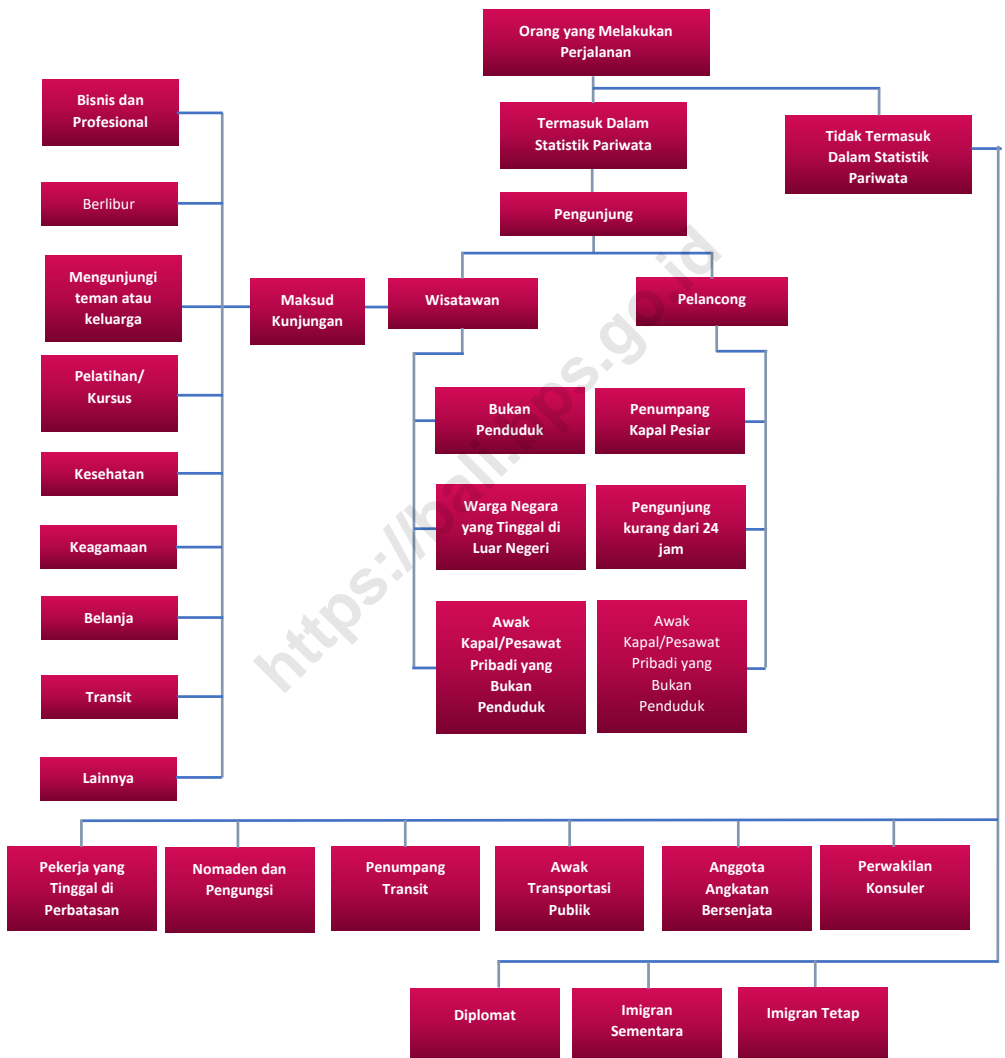 Orang yang Melakukan
Perjalanan
Bisnis dan
Profesional
Termasuk Dalam
Statistik Pariwata
Tidak Termasuk
Dalam Statistik
Pariwata
Berlibur
Pengunjung
Mengunjungi
teman atau
keluarga
Maksud
Kunjungan
Wisatawan
Pelancong
Pelatihan/
Kursus
Bukan
Penduduk
Penumpang
Kapal Pesiar
Kesehatan
Warga Negara
yang Tinggal di
Luar Negeri
Pengunjung
kurang dari 24
jam
Keagamaan
Belanja
Awak
Kapal/Pesawat
Pribadi yang
Bukan
Penduduk
Awak
Kapal/Pesawat
Pribadi yang
Bukan
Penduduk
Transit
Lainnya
Pekerja yang
Tinggal di
Perbatasan
Nomaden dan
Pengungsi
Penumpang
Transit
Awak
Transportasi
Publik
Anggota
Angkatan
Bersenjata
Perwakilan
Konsuler
Diplomat
Imigran
Sementara
Imigran Tetap
https://bali.bps.go.id